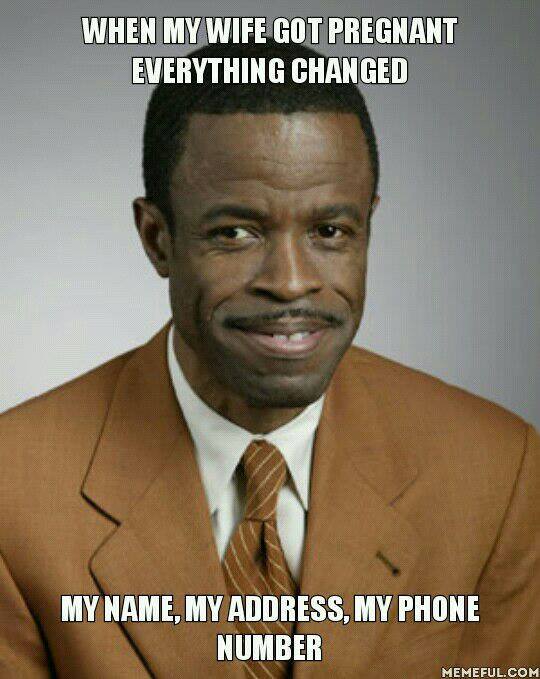 WHEN MY WIFE GOT PREGNANT
EVERYTHING CHANGED
MY NAME, MY ADDRESS, MY PHONE
NUMBER
MEMEFUL.COM